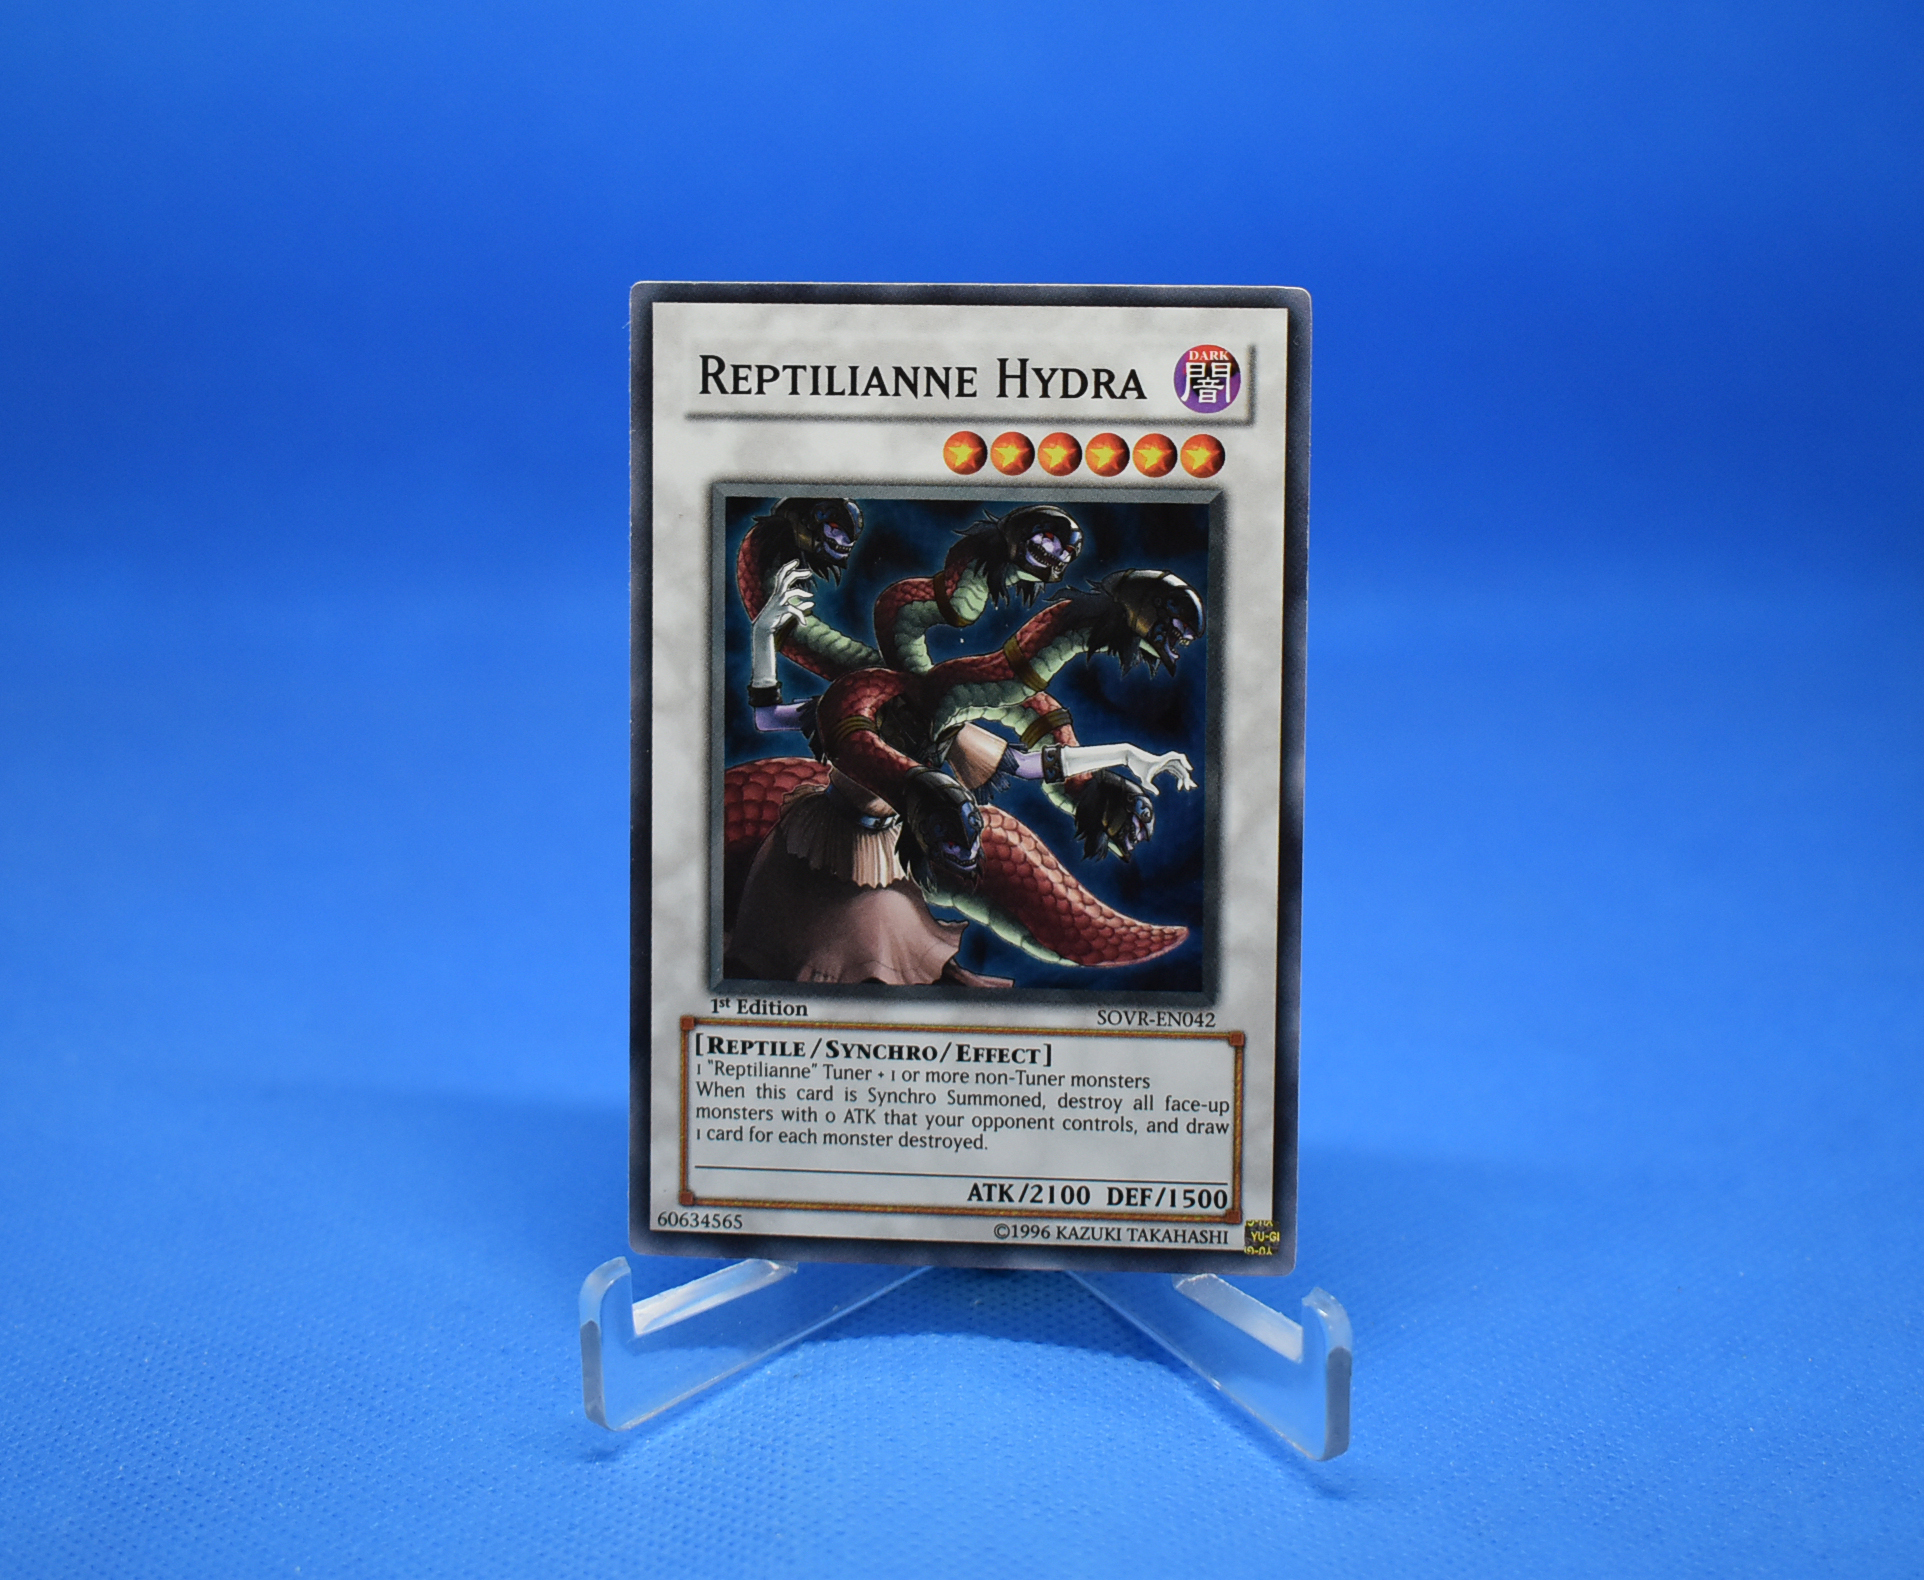 REPTILIANNE HYDRA
DARK
闇
1st Edition
SOVR-EN042
[REPTILE/SYNCHRO/EFFECT]
1 "Reptilianne" Tuner + 1 or more non-Tuner monsters
When this card is Synchro Summoned, destroy all face-up
monsters with 0 ATK that your opponent controls, and draw
1 card for each monster destroyed.
ATK/2100 DEF/1500
60634565
©1996 KAZUKI TAKAHASHI
YU-GI